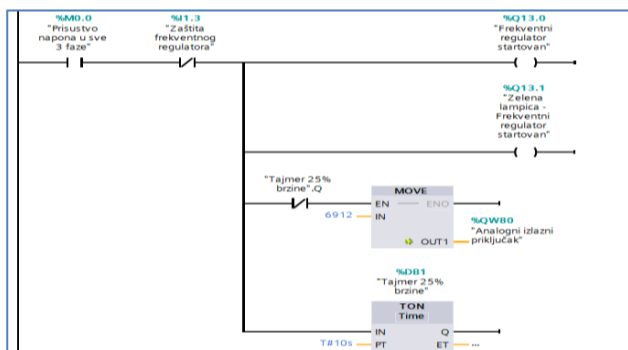 %M0.0
"Prisustvo
napona u sve
3 faze"
%I1.3
"Zaštita
frekventnog
regulatora"
%Q13.0
"Frekventni
regulator
startovan"
%Q13.1
"Zelena
lampica -
Frekventni
regulator
startovan"
"Tajmer 25%
brzine".Q
MOVE
EN
ENO
6912
IN
OUT1
%QW80
"Analogni izlazni
priključak"
%DB1
"Tajmer 25%
brzine"
TON
Time
IN
Q
T#10s
PT
ET
...